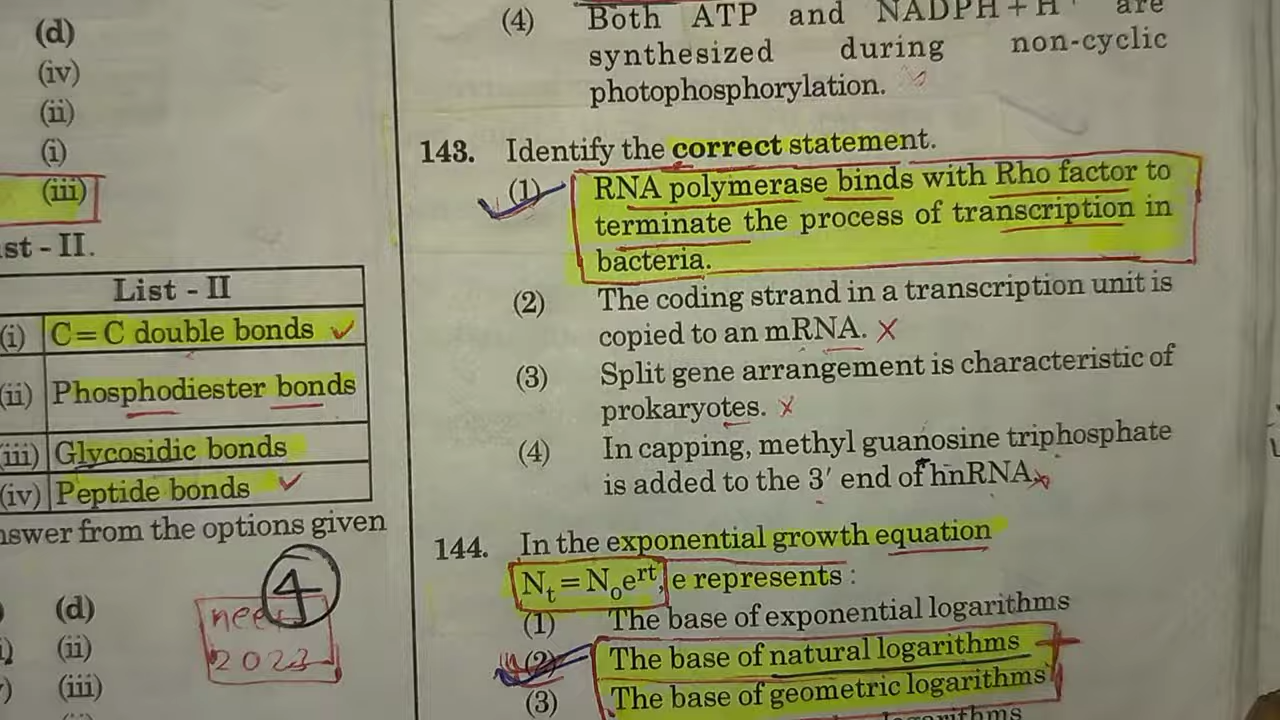 (d)
(iv)
(ii)
(i)
(iii)
st - II.
List - II
(i) C=C double bonds
(ii) Phosphodiester bonds
(iii) Glycosidic bonds
(iv) Peptide bonds
answer from the options given
(d)
(ii)
(iii)
4
neet
2023
(4) Both ATP and NADPH + H+ are
synthesized during non-cyclic
photophosphorylation.
143. Identify the correct statement.
(1) RNA polymerase binds with Rho factor to
terminate the process of transcription in
bacteria.
(2) The coding strand in a transcription unit is
copied to an mRNA.
(3) Split gene arrangement is characteristic of
prokaryotes.
(4) In capping, methyl guanosine triphosphate
is added to the 3′ end of hnRNA.
144. In the exponential growth equation
Nt = N0e^rt, e represents :
(1) The base of exponential logarithms
(2) The base of natural logarithms
(3) The base of geometric logarithms
logarithms